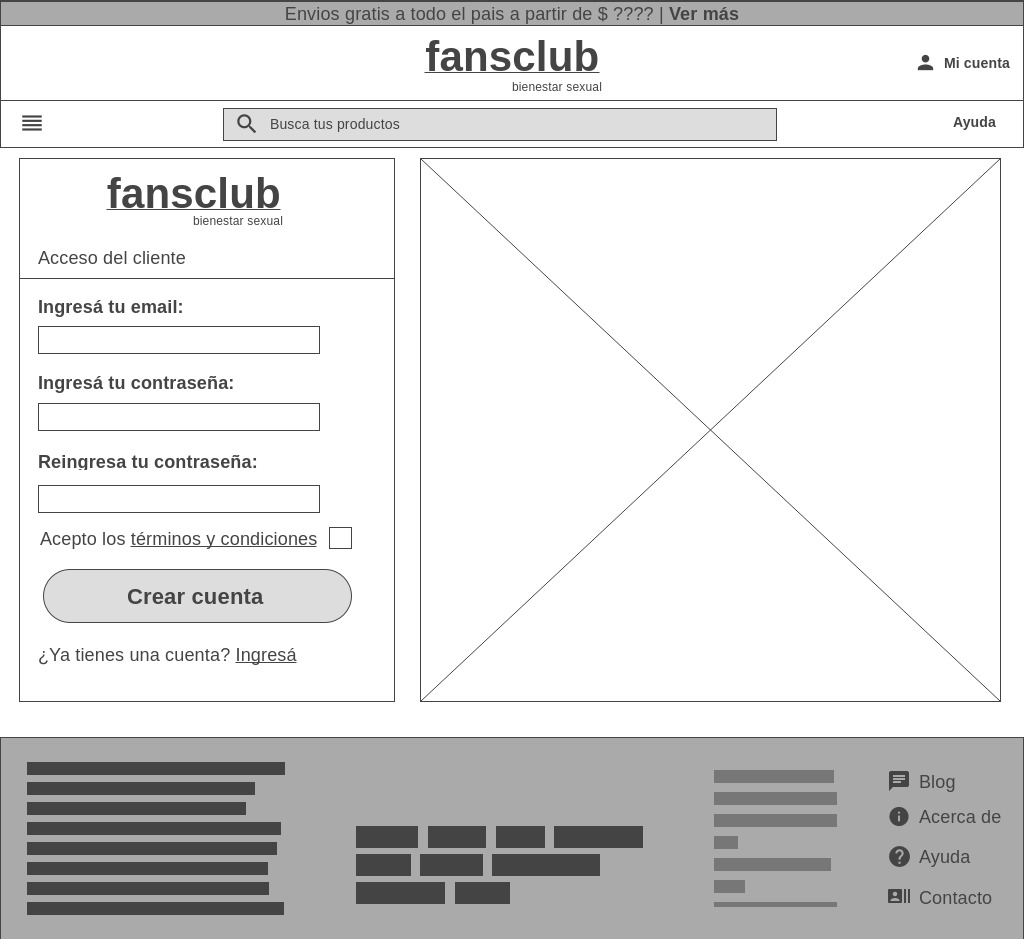 Envios gratis a todo el pais a partir de $ ???? | Ver más
fansclub
bienestar sexual
Mi cuenta
Busca tus productos
Ayuda
fansclub
bienestar sexual
Acceso del cliente
Ingresá tu email:
Ingresá tu contraseña:
Reingresa tu contraseña:
Acepto los términos y condiciones
Crear cuenta
¿Ya tienes una cuenta? Ingresá
Blog
Acerca de
Ayuda
Contacto